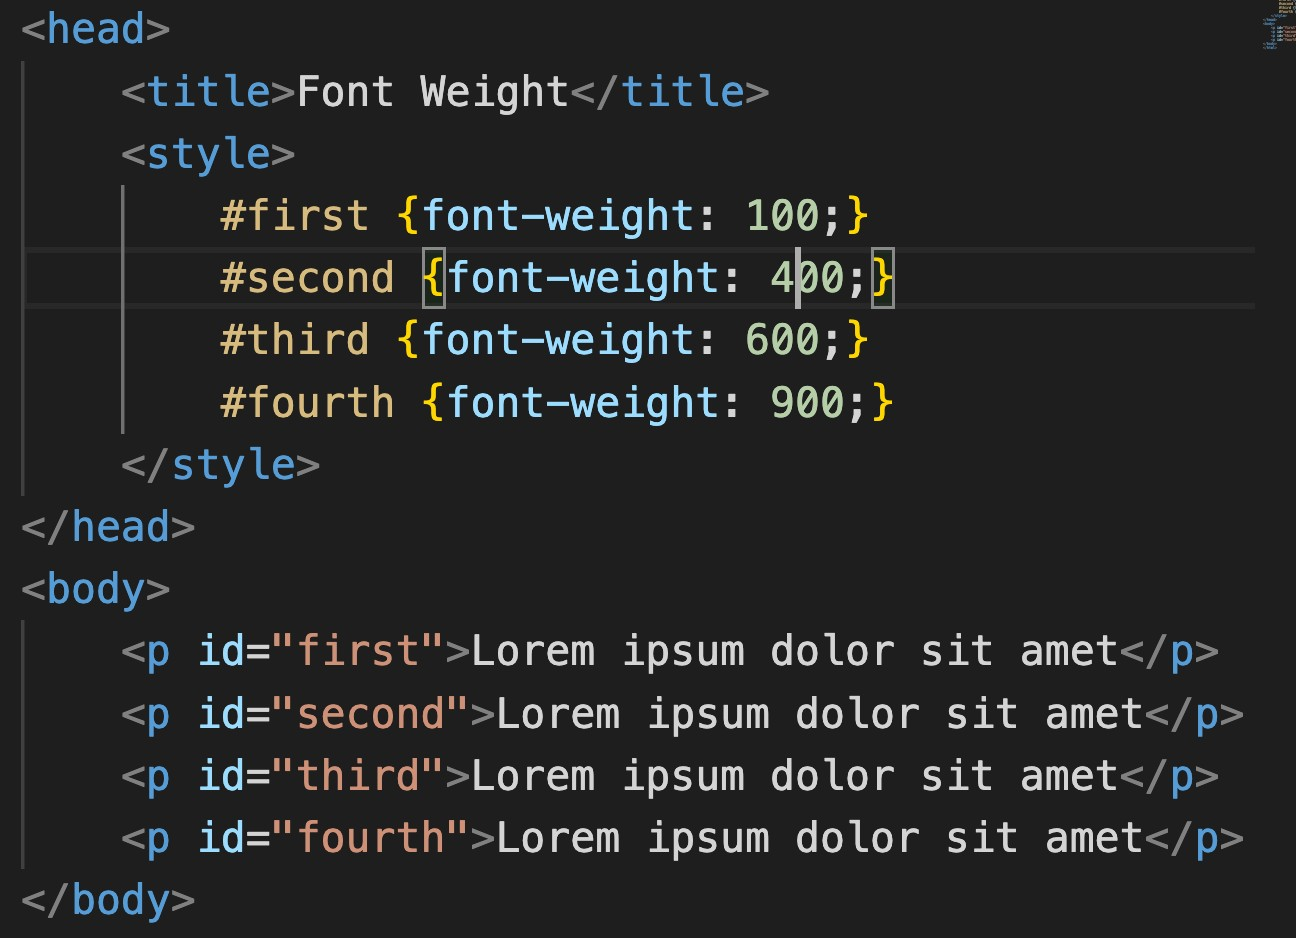 <head>
<title>Font Weight</title>
<style>
#first {font-weight: 100;}
#second {font-weight: 400;}
#third {font-weight: 600;}
#fourth {font-weight: 900;}
</style>
</head>
<body>
<p id="first">Lorem ipsum dolor sit amet</p>
<p id="second">Lorem ipsum dolor sit amet</p>
<p id="third">Lorem ipsum dolor sit amet</p>
<p id="fourth">Lorem ipsum dolor sit amet</p>
</body>